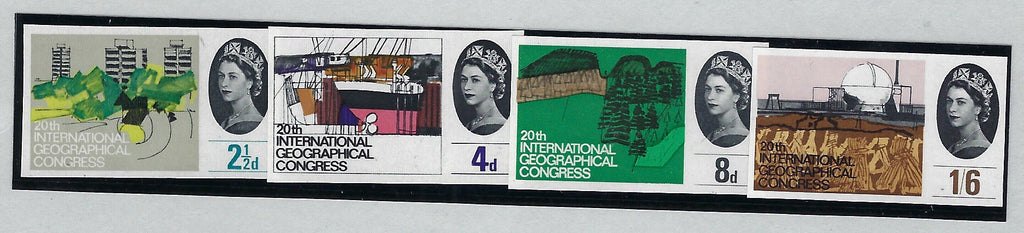 20th
INTERNATIONAL
GEOGRAPHICAL
CONGRESS
2½d
20th
INTERNATIONAL
GEOGRAPHICAL
CONGRESS
4d
20th
INTERNATIONAL
GEOGRAPHICAL
CONGRESS
8d
20th
INTERNATIONAL
GEOGRAPHICAL
CONGRESS
1/6